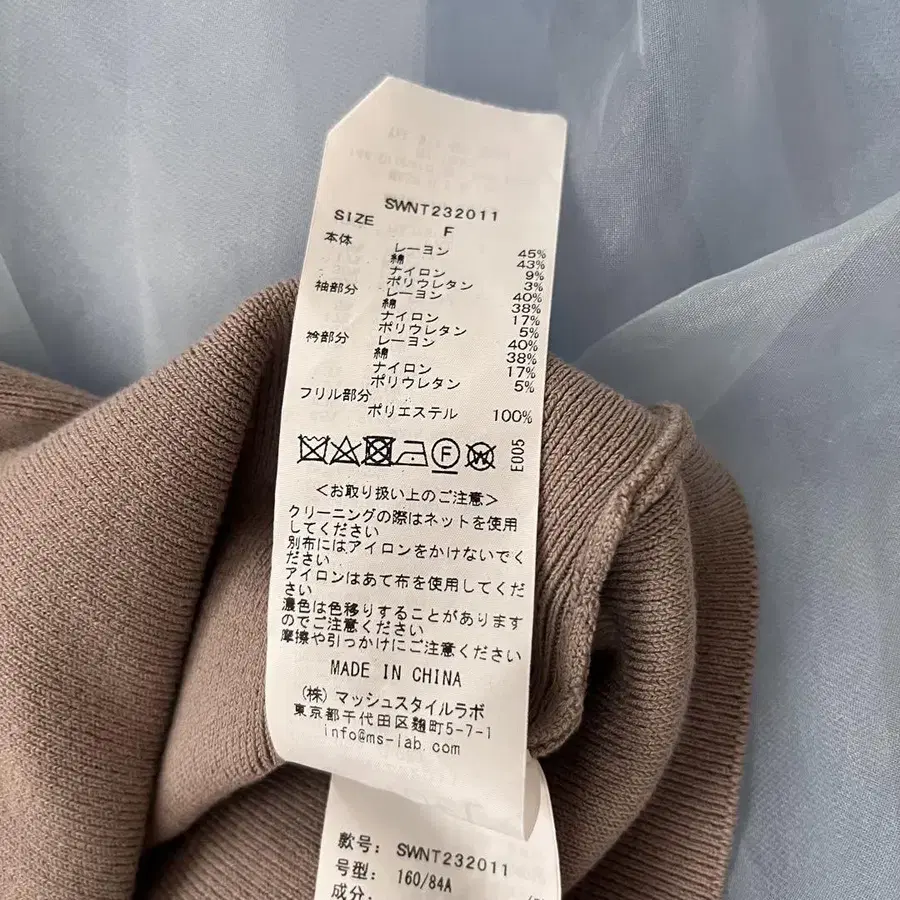 SWNT232011
SIZE F
本体 レーヨン 45%
綿 43%
ナイロン 9%
ポリウレタン 3%
袖部分 レーヨン 40%
綿 38%
ナイロン 17%
ポリウレタン 5%
衿部分 レーヨン 40%
綿 38%
ナイロン 17%
ポリウレタン 5%
フリル部分
ポリエステル 100%
F W E005
<お取り扱い上のご注意>
クリーニングの際はネットを使用
してください
別布にはアイロンをかけないでく
ださい
アイロンはあて布を使用してくだ
さい
濃色は色移りすることがあります
のでご注意ください
摩擦や引っかけにご注意ください
MADE IN CHINA
(株) マッシュスタイルラボ
東京都千代田区麹町5-7-1
info@ms-lab.com
款号: SWNT232011
号型: 160/84A
成分: